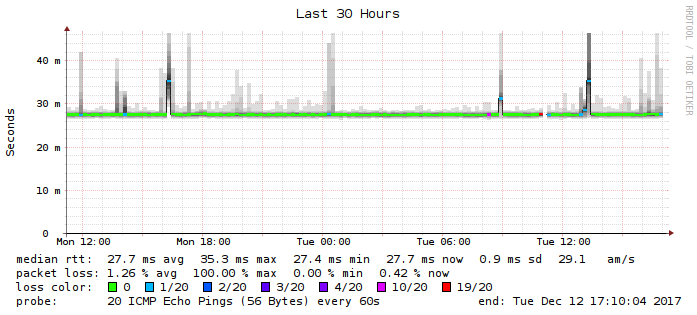 Last 30 Hours
RRDTOOL / TOBI OETIKER
Seconds
40 m
30 m
20 m
10 m
0
Mon 12:00 Mon 18:00 Tue 00:00 Tue 06:00 Tue 12:00
median rtt: 27.7 ms avg 35.3 ms max 27.4 ms min 27.7 ms now 0.9 ms sd 29.1 am/s
packet loss: 1.26 % avg 100.00 % max 0.00 % min 0.42 % now
loss color: 0 1/20 2/20 3/20 4/20 10/20 19/20
probe: 20 ICMP Echo Pings (56 Bytes) every 60s end: Tue Dec 12 17:10:04 2017